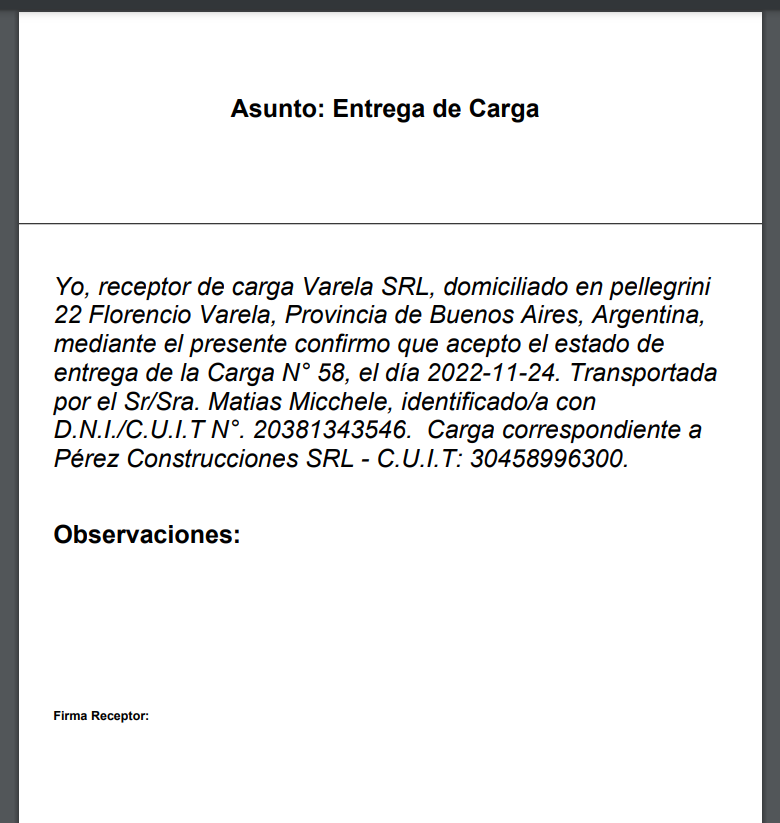 Asunto: Entrega de Carga
Yo, receptor de carga Varela SRL, domiciliado en pellegrini
22 Florencio Varela, Provincia de Buenos Aires, Argentina,
mediante el presente confirmo que acepto el estado de
entrega de la Carga N° 58, el día 2022-11-24. Transportada
por el Sr/Sra. Matias Micchele, identificado/a con
D.N.I./C.U.I.T N°. 20381343546.  Carga correspondiente a
Pérez Construcciones SRL - C.U.I.T: 30458996300.
Observaciones:
Firma Receptor: